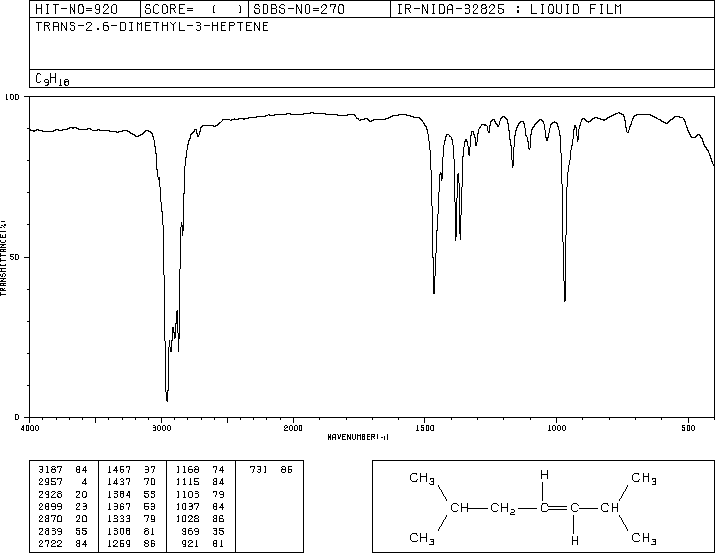 HIT-NO=920 SCORE= ( ) SDBS-NO=270 IR-NIDA-32825 : LIQUID FILM
TRANS-2,6-DIMETHYL-3-HEPTENE
C9H18
100
50
0
TRANSMITTANCE(%)
4000 3000 2000 1500 1000 500
WAVENUMBER(-1)
3187 84 1467 37 1168 74 731 86
2957 4 1437 70 1115 84
2928 20 1384 55 1103 79
2899 23 1367 53 1037 84
2870 20 1333 79 1028 86
2839 55 1308 81 969 35
2722 84 1259 86 921 81
CH3 H CH3
CH CH2 C C CH
CH3 H CH3